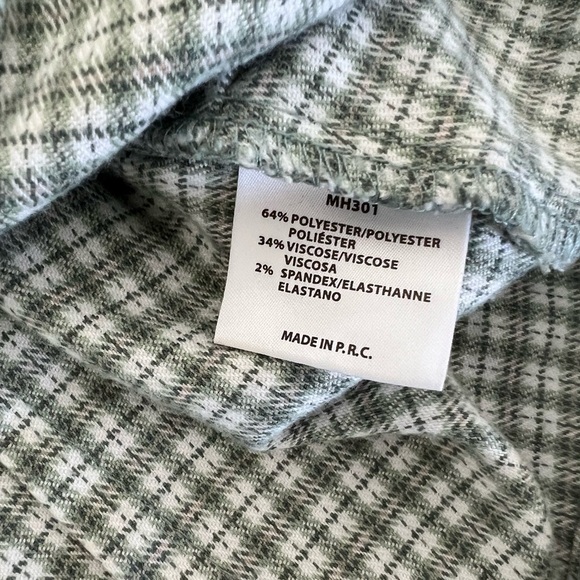 MH301
64% POLYESTER/POLYESTER
POLIÉSTER
34% VISCOSE/VISCOSE
VISCOSA
2% SPANDEX/ELASTHANNE
ELASTANO
MADE IN P.R.C.